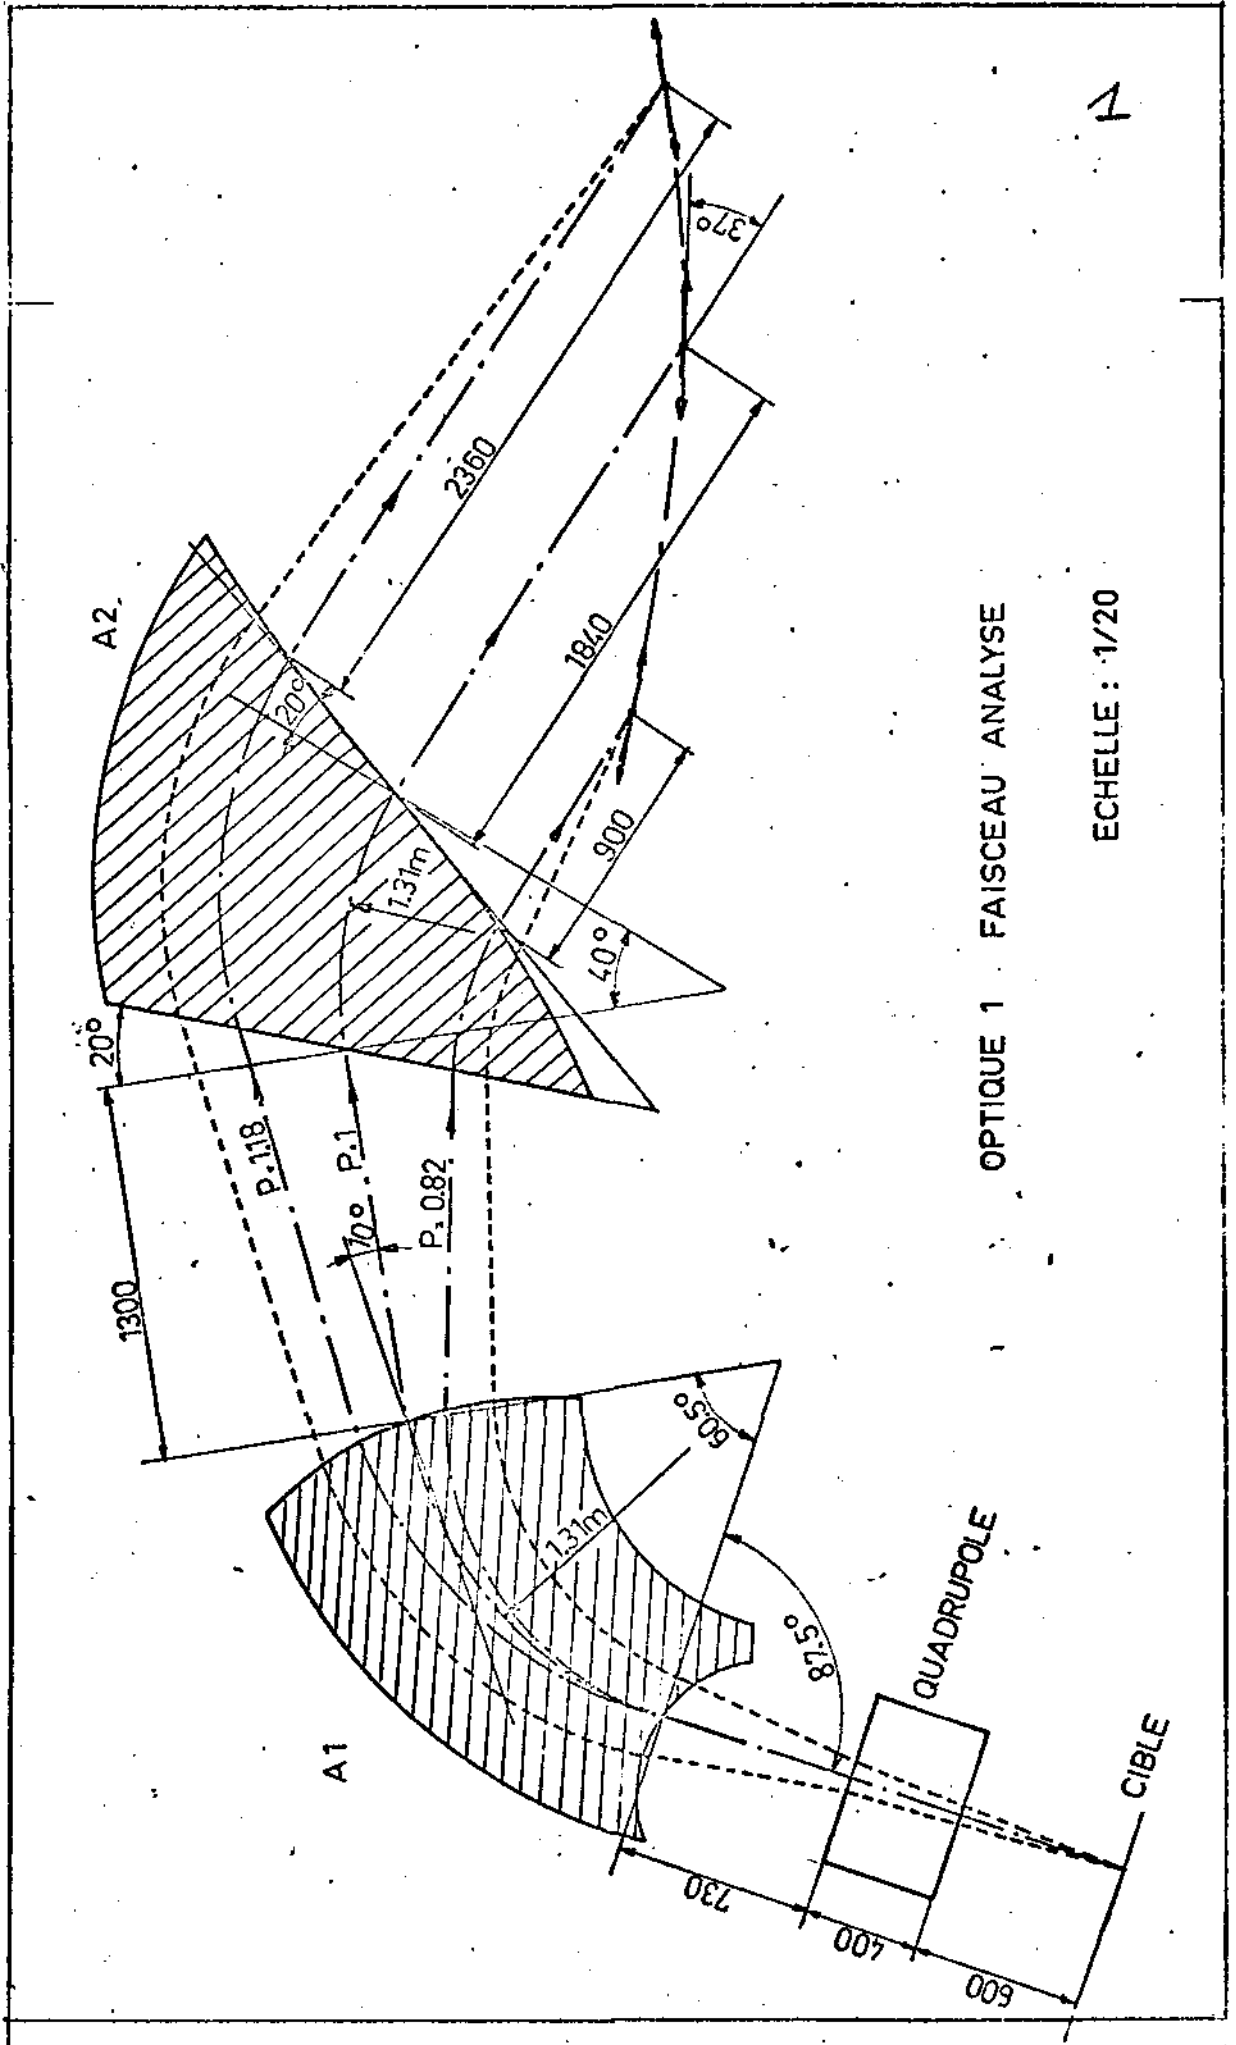 1
A2,
20°
1300
P.1.18
P.1
10°
P. 0.82
20°
2360
37°
1840
1.31m
900
40°
A1
1.31m
60.5°
87.5°
QUADRUPOLE
CIBLE
730
400
600
OPTIQUE 1 FAISCEAU ANALYSE
ECHELLE : 1/20